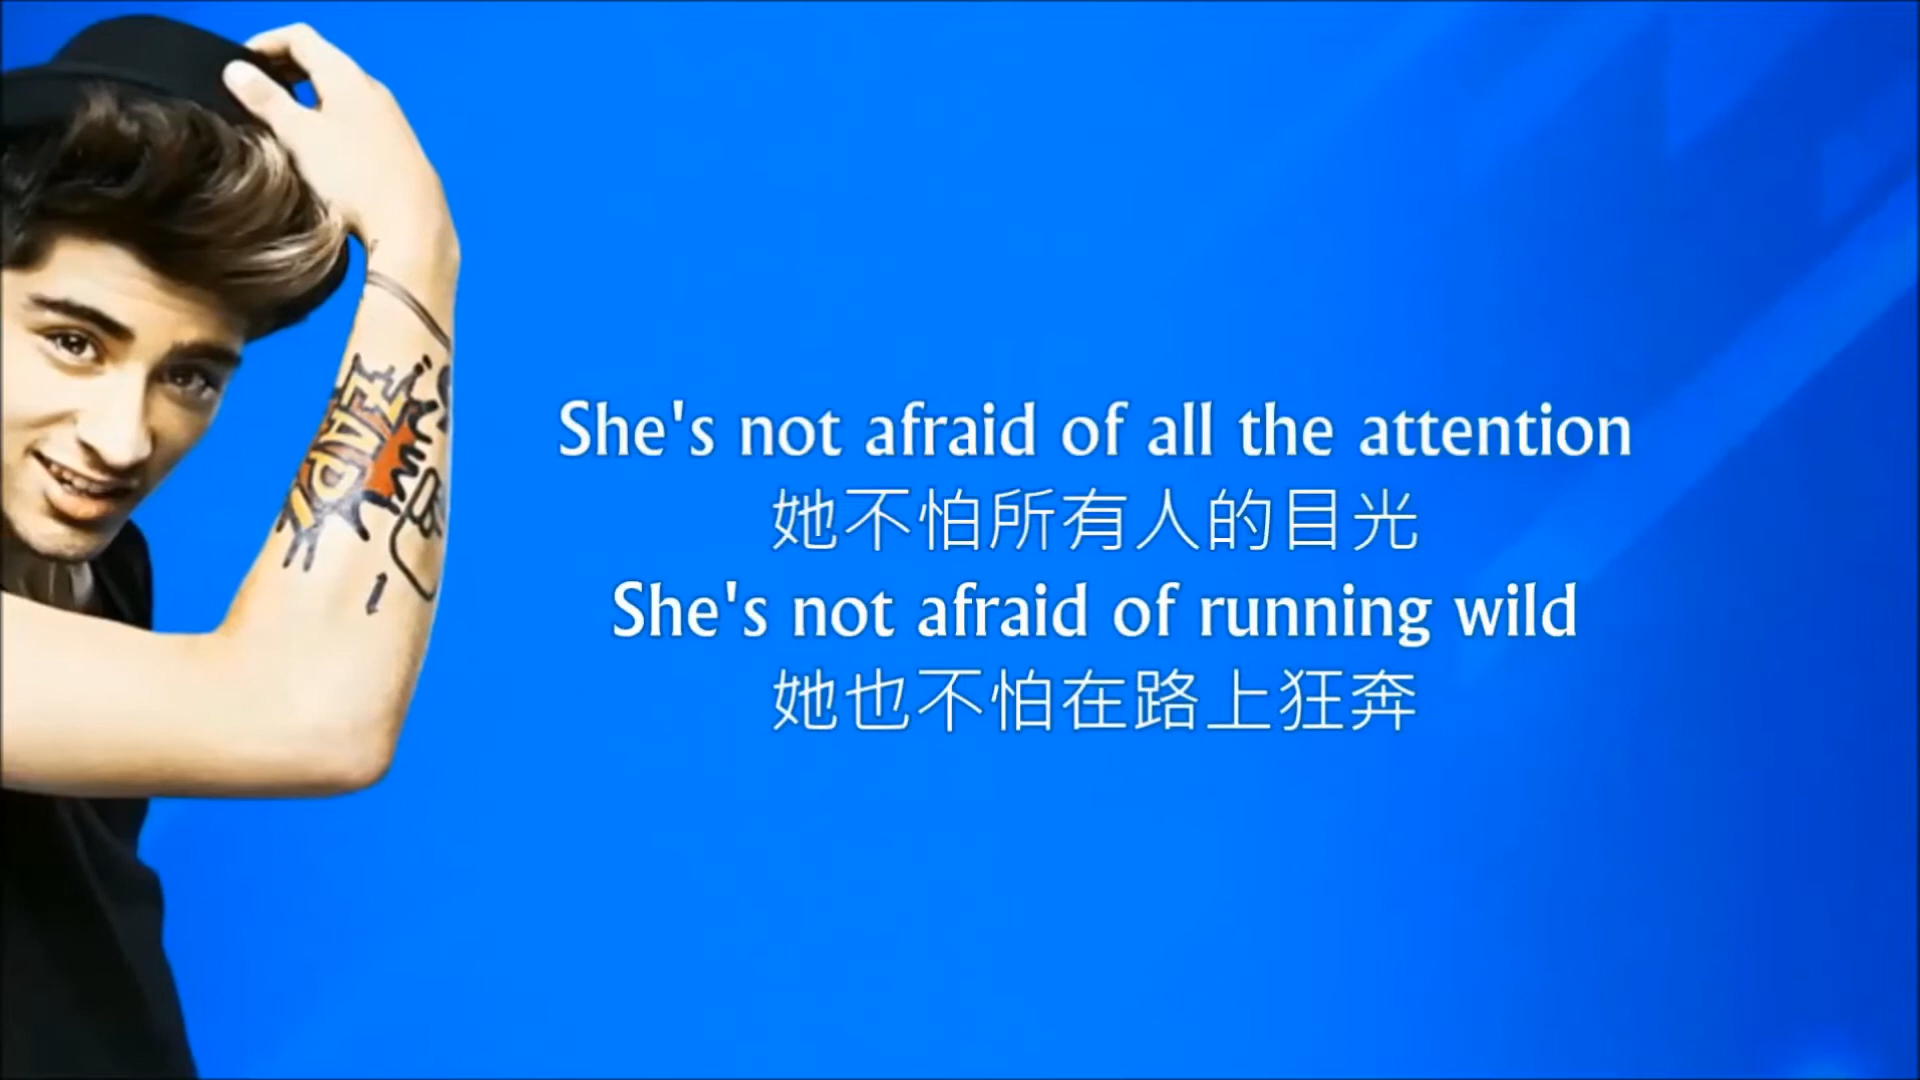 She's not afraid of all the attention
她不怕所有人的目光
She's not afraid of running wild
她也不怕在路上狂奔
ZAP!